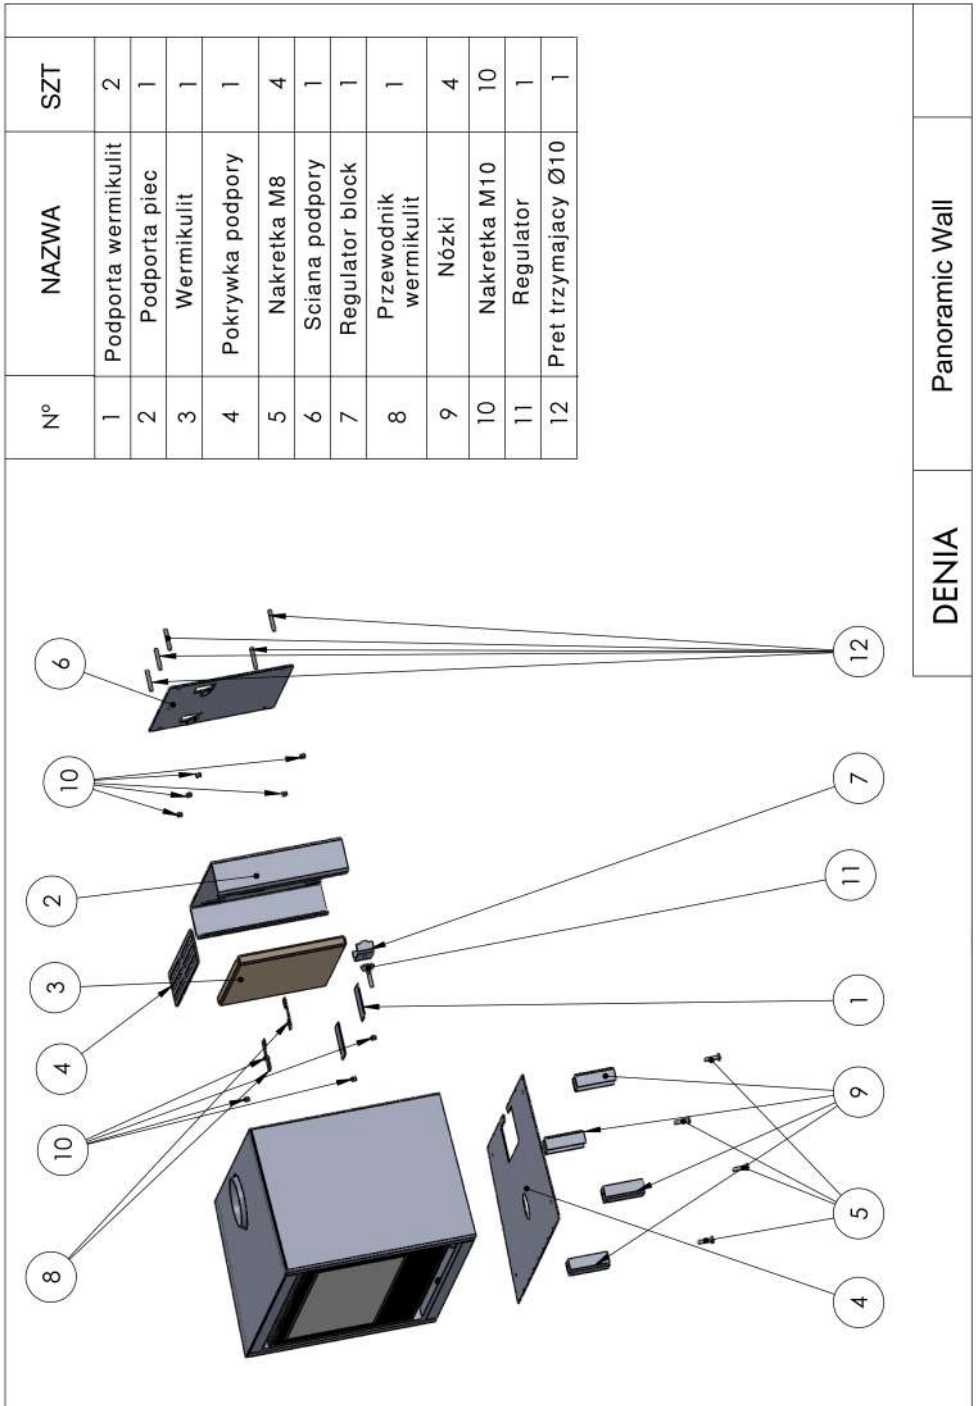 8
10
4
3
2
10
6
4
5
9
1
11
7
12
Nº NAZWA SZT
1 Podporta wermikulit 2
2 Podporta piec 1
3 Wermikulit 1
4 Pokrywka podpory 1
5 Nakretka M8 4
6 Sciana podpory 1
7 Regulator block 1
8 Przewodnik
wermikulit 1
9 Nózki 4
10 Nakretka M10 10
11 Regulator 1
12 Pret trzymajacy Ø10 1
DENIA Panoramic Wall